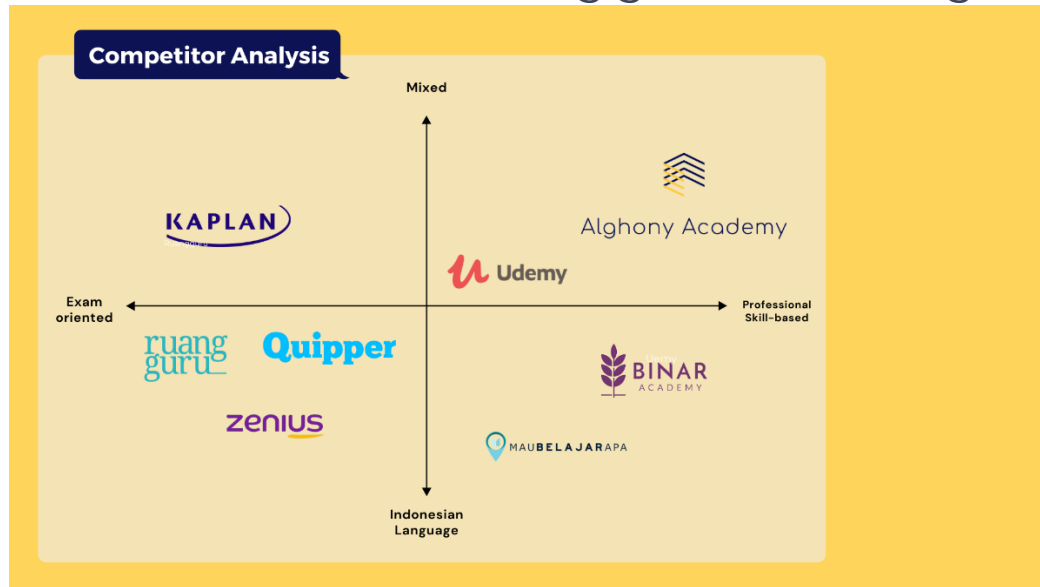 Competitor Analysis
Mixed
KAPLAN
Alghony Academy
Udemy
Exam
oriented
Professional
Skill-based
ruang
guru
Quipper
BINAR
ACADEMY
zenius
MAUBELAJARAPA
Indonesian
Language